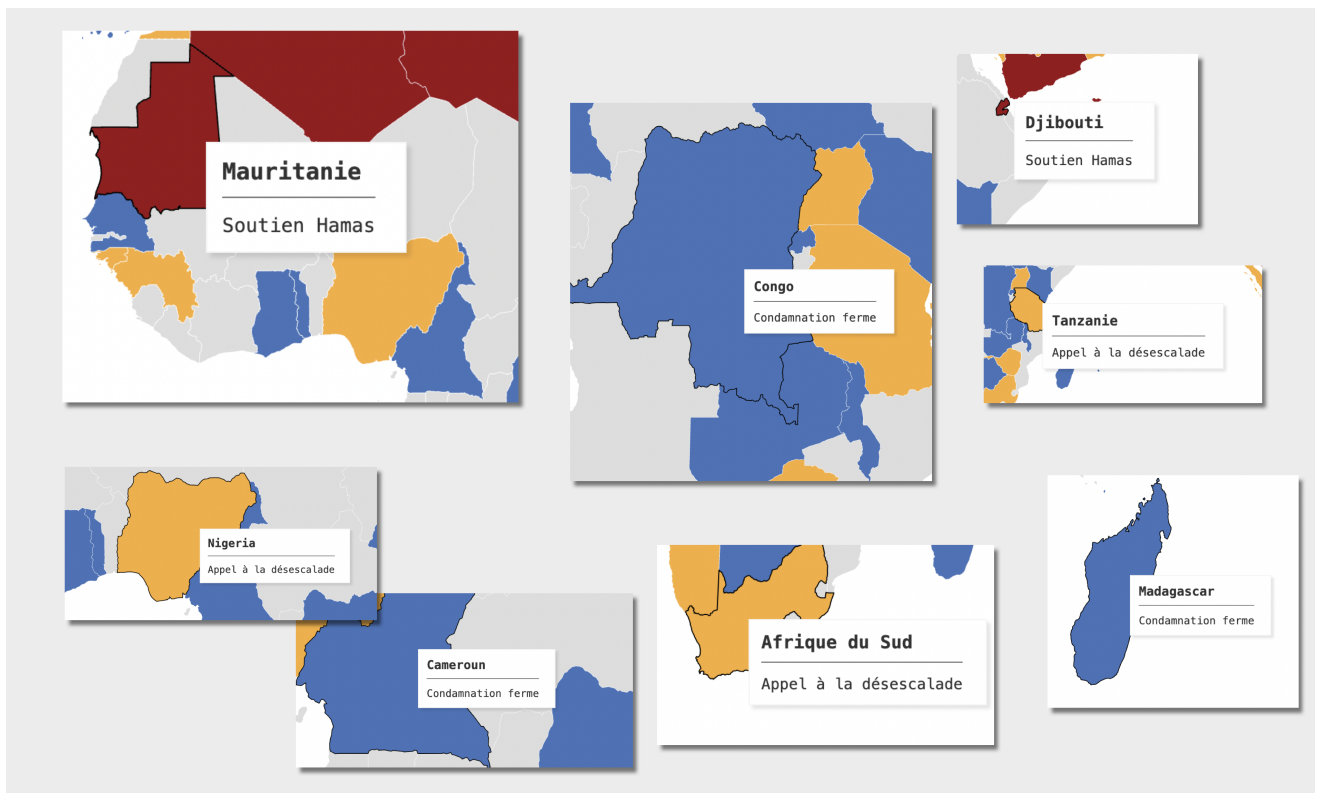 Mauritanie
Soutien Hamas
Congo
Condamnation ferme
Djibouti
Soutien Hamas
Tanzanie
Appel à la désescalade
Nigeria
Appel à la désescalade
Cameroun
Condamnation ferme
Afrique du Sud
Appel à la désescalade
Madagascar
Condamnation ferme